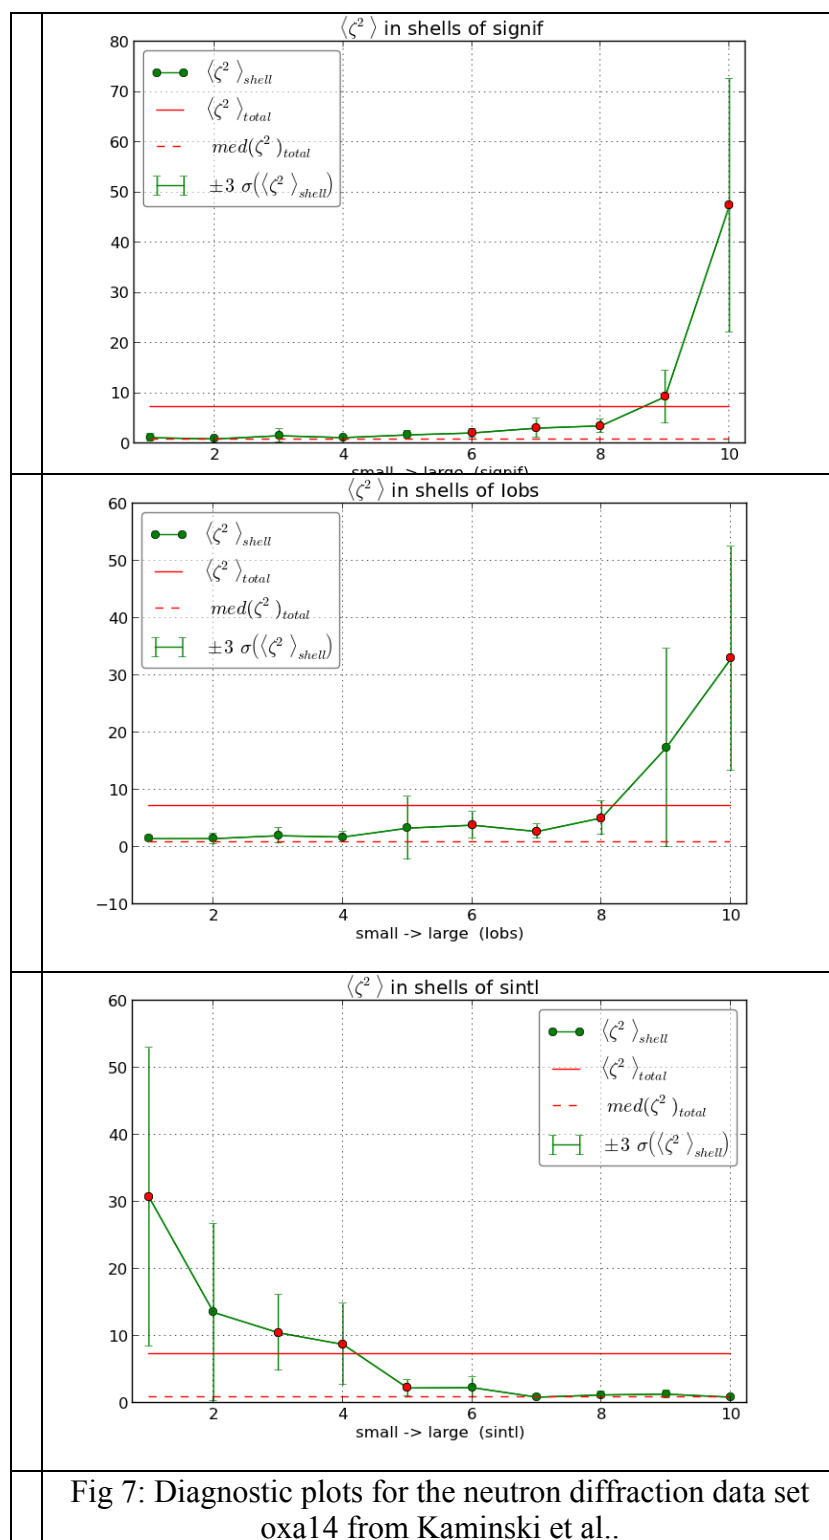 ⟨ζ² ⟩ in shells of signif
80
70
60
50
40
30
20
10
0
⟨ζ² ⟩shell
⟨ζ² ⟩total
med(ζ² )total
±3 σ(⟨ζ² ⟩shell)
2 4 6 8 10
small -> large (signif)
⟨ζ² ⟩ in shells of Iobs
60
50
40
30
20
10
0
−10
⟨ζ² ⟩shell
⟨ζ² ⟩total
med(ζ² )total
±3 σ(⟨ζ² ⟩shell)
2 4 6 8 10
small -> large (Iobs)
⟨ζ² ⟩ in shells of sintl
60
50
40
30
20
10
0
⟨ζ² ⟩shell
⟨ζ² ⟩total
med(ζ² )total
±3 σ(⟨ζ² ⟩shell)
2 4 6 8 10
small -> large (sintl)
Fig 7: Diagnostic plots for the neutron diffraction data set
oxa14 from Kaminski et al..